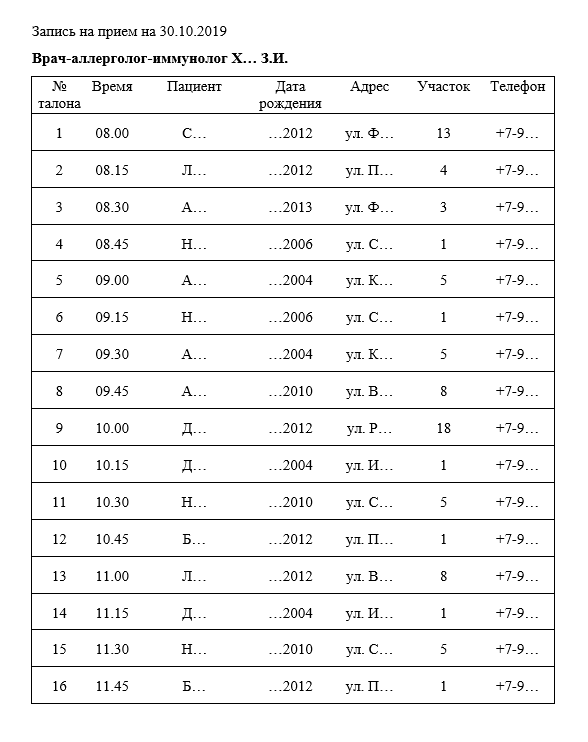 Запись на прием на 30.10.2019
Врач-аллерголог-иммунолог Х… З.И.
№ талона Время Пациент Дата рождения Адрес Участок Телефон
1 08.00 С… …2012 ул. Ф… 13 +7-9…
2 08.15 Л… …2012 ул. П… 4 +7-9…
3 08.30 А… …2013 ул. Ф… 3 +7-9…
4 08.45 Н… …2006 ул. С… 1 +7-9…
5 09.00 А… …2004 ул. К… 5 +7-9…
6 09.15 Н… …2006 ул. С… 1 +7-9…
7 09.30 А… …2004 ул. К… 5 +7-9…
8 09.45 А… …2010 ул. В… 8 +7-9…
9 10.00 Д… …2012 ул. Р… 18 +7-9…
10 10.15 Д… …2004 ул. И… 1 +7-9…
11 10.30 Н… …2010 ул. С… 5 +7-9…
12 10.45 Б… …2012 ул. П… 1 +7-9…
13 11.00 Л… …2012 ул. В… 8 +7-9…
14 11.15 Д… …2004 ул. И… 1 +7-9…
15 11.30 Н… …2010 ул. С… 5 +7-9…
16 11.45 Б… …2012 ул. П… 1 +7-9…